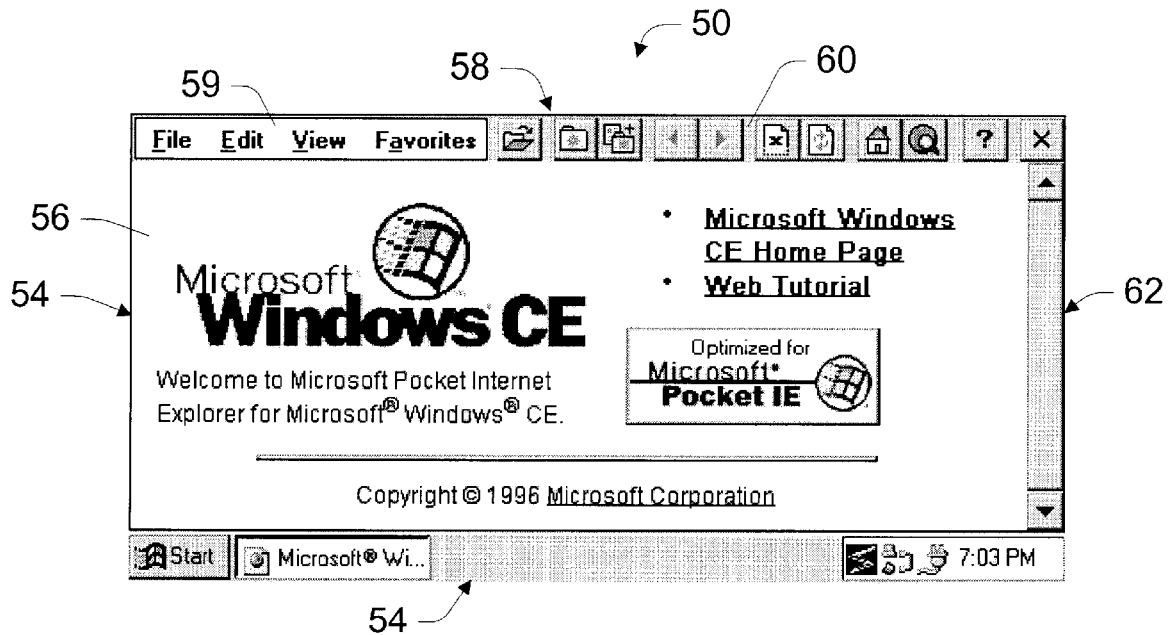 50
58
60
59
File Edit View Favorites ? ×
56
54
Microsoft
Windows CE
Welcome to Microsoft Pocket Internet
Explorer for Microsoft® Windows® CE.
• Microsoft Windows
CE Home Page
• Web Tutorial
62
Optimized for
Microsoft
Pocket IE
Copyright © 1996 Microsoft Corporation
Start Microsoft® Wi... 7:03 PM
54